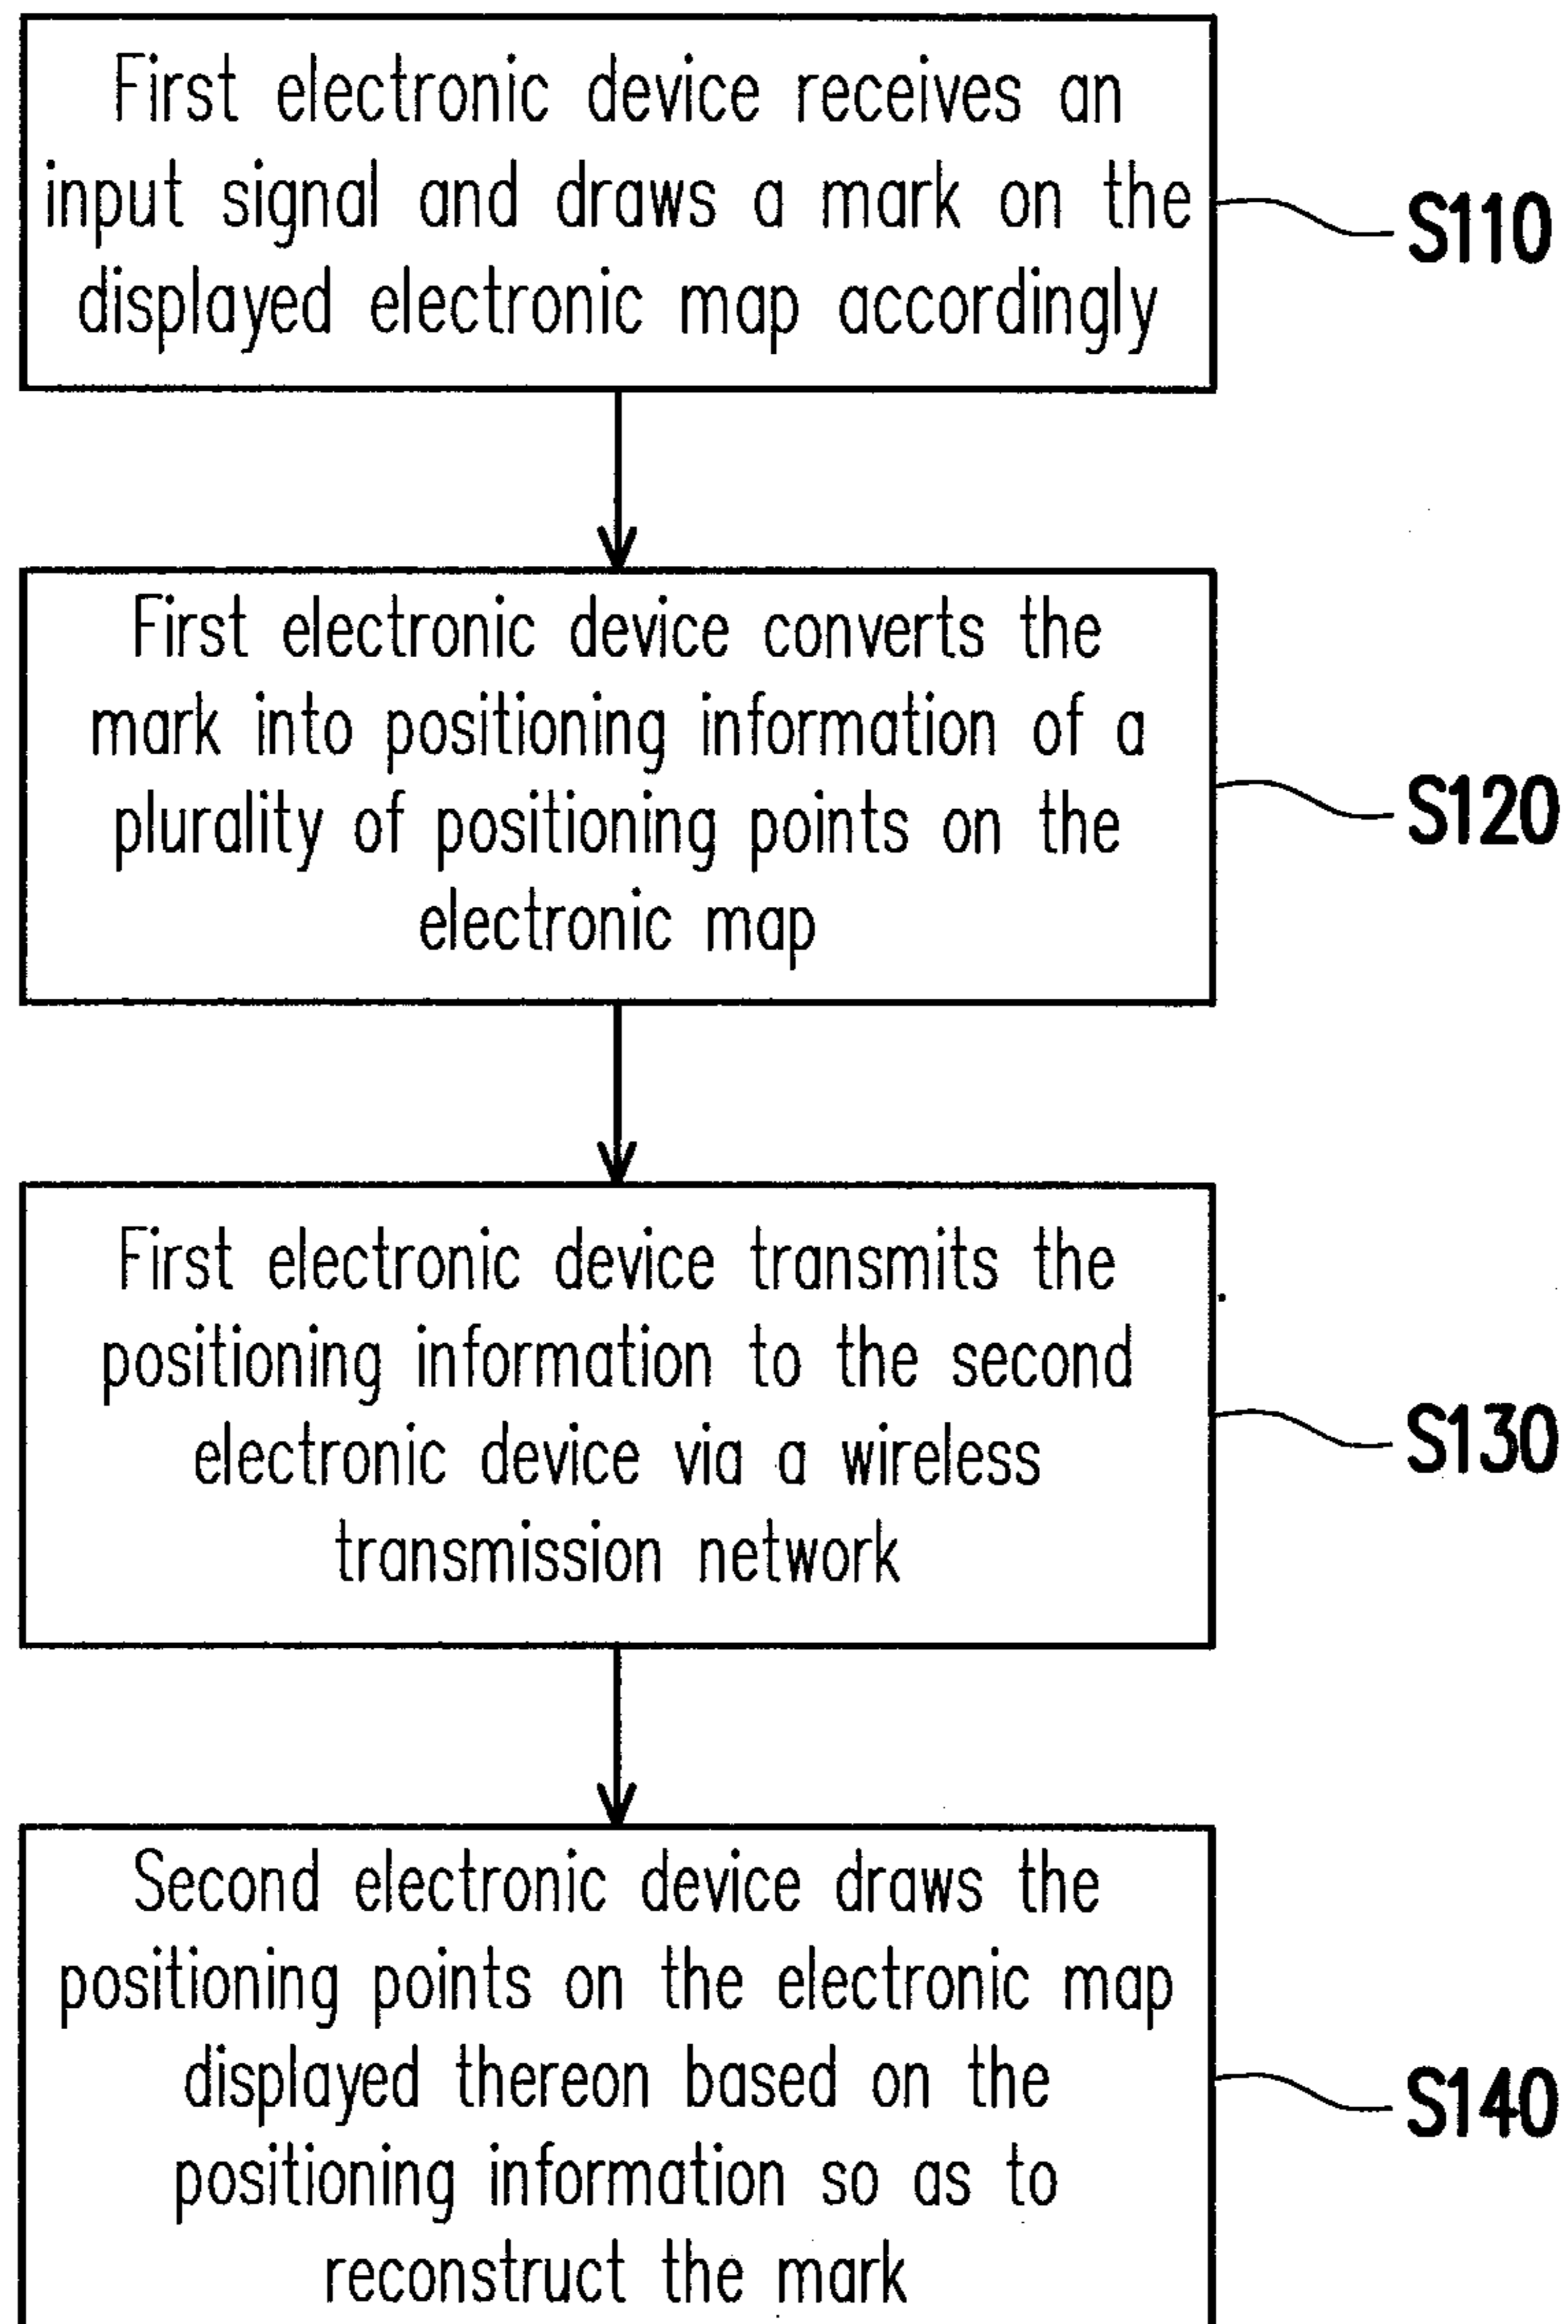 First electronic device receives an
input signal and draws a mark on the
displayed electronic map accordingly
S110
First electronic device converts the
mark into positioning information of a
plurality of positioning points on the
electronic map
S120
First electronic device transmits the
positioning information to the second
electronic device via a wireless
transmission network
S130
Second electronic device draws the
positioning points on the electronic map
displayed thereon based on the
positioning information so as to
reconstruct the mark
S140